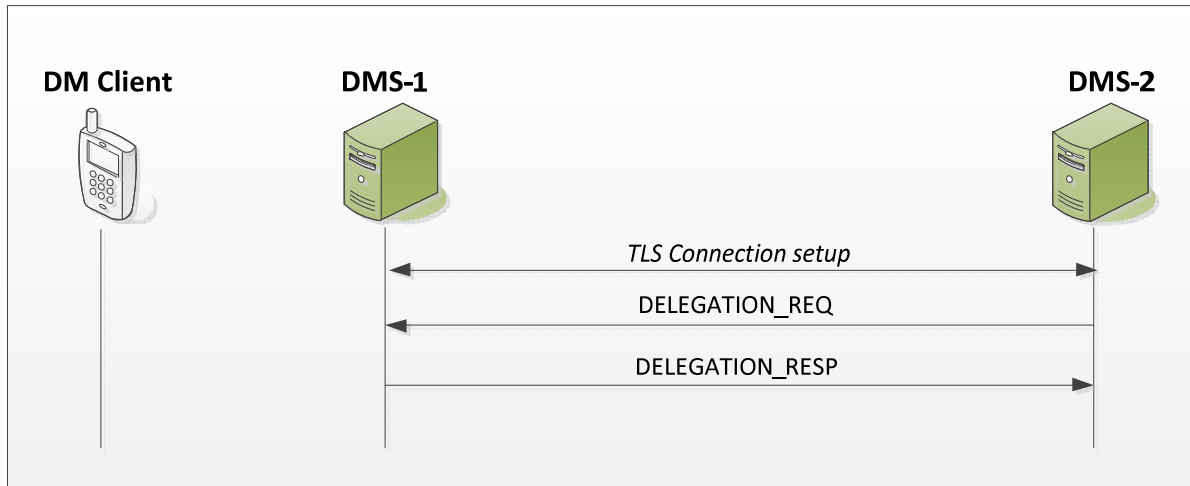 DM Client
DMS-1
DMS-2
TLS Connection setup
DELEGATION_REQ
DELEGATION_RESP